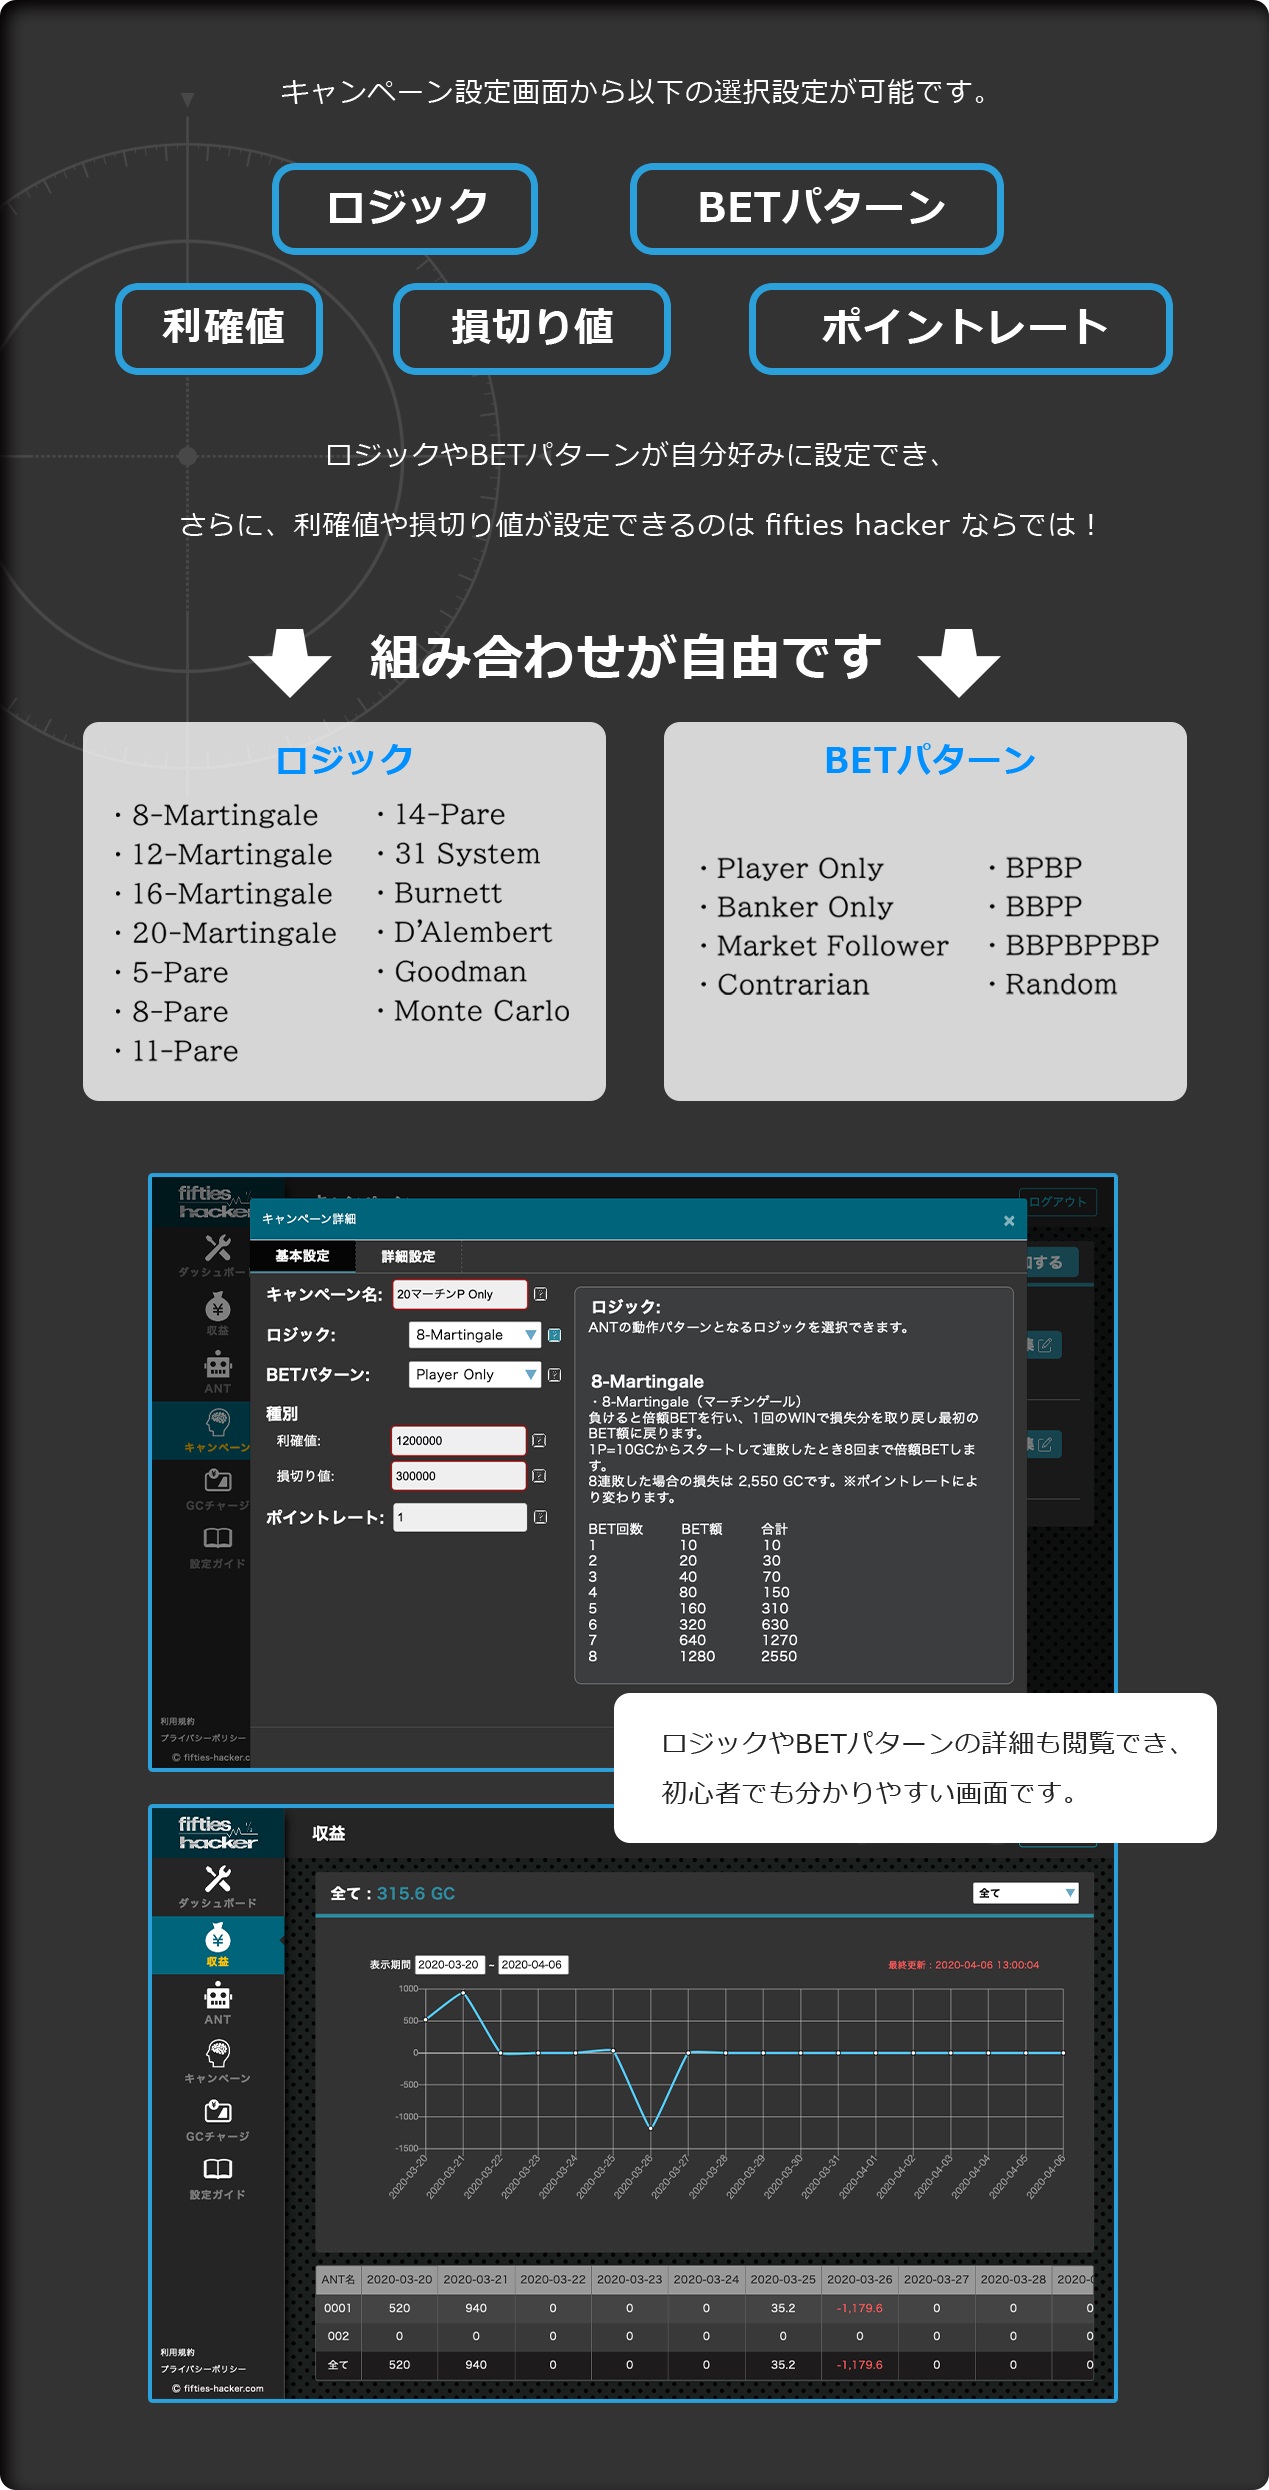 キャンペーン設定画面から以下の選択設定が可能です。
ロジック
BETパターン
利確値
損切り値
ポイントレート
ロジックやBETパターンが自分好みに設定でき、
さらに、利確値や損切り値が設定できるのは fifties hacker ならでは！
組み合わせが自由です
ロジック
・8-Martingale
・12-Martingale
・16-Martingale
・20-Martingale
・5-Pare
・8-Pare
・11-Pare
・14-Pare
・31 System
・Burnett
・D’Alembert
・Goodman
・Monte Carlo
BETパターン
・Player Only
・Banker Only
・Market Follower
・Contrarian
・BPBP
・BBPP
・BBPBPPBP
・Random
fifties
hacker
ログアウト
ダッシュボー
収益
ANT
キャンペーン
GCチャージ
設定ガイド
利用規約
プライバシーポリシー
© fifties-hacker.c
キャンペーン詳細
×
基本設定 詳細設定
キャンペーン名: 20マーチンP Only
ロジック: 8-Martingale
BETパターン: Player Only
種別
利確値: 1200000
損切り値: 300000
ポイントレート: 1
ロジック:
ANTの動作パターンとなるロジックを選択できます。
8-Martingale
・8-Martingale（マーチンゲール）
負けると倍額BETを行い、1回のWINで損失分を取り戻し最初の
BET額に戻ります。
1P=10GCからスタートして連敗したとき8回まで倍額BETしま
す。
8連敗した場合の損失は 2,550 GCです。※ポイントレートによ
り変わります。
BET回数 BET額 合計
1 10 10
2 20 30
3 40 70
4 80 150
5 160 310
6 320 630
7 640 1270
8 1280 2550
する
ロジックやBETパターンの詳細も閲覧でき、
初心者でも分かりやすい画面です。
fifties
hacker
ダッシュボード
収益
ANT
キャンペーン
GCチャージ
設定ガイド
利用規約
プライバシーポリシー
© fifties-hacker.com
収益
全て : 315.6 GC
全て
表示期間 2020-03-20 ~ 2020-04-06
最終更新 : 2020-04-06 13:00:04
1000
500
0
-500
-1000
-1500
2020-03-20 2020-03-21 2020-03-22 2020-03-23 2020-03-24 2020-03-25 2020-03-26 2020-03-27 2020-03-28 2020-03-29 2020-03-30 2020-03-31 2020-04-01 2020-04-02 2020-04-03 2020-04-04 2020-04-05 2020-04-06
ANT名 2020-03-20 2020-03-21 2020-03-22 2020-03-23 2020-03-24 2020-03-25 2020-03-26 2020-03-27 2020-03-28 2020-0
0001 520 940 0 0 0 35.2 -1,179.6 0 0 0
002 0 0 0 0 0 0 0 0 0 0
全て 520 940 0 0 0 35.2 -1,179.6 0 0 0